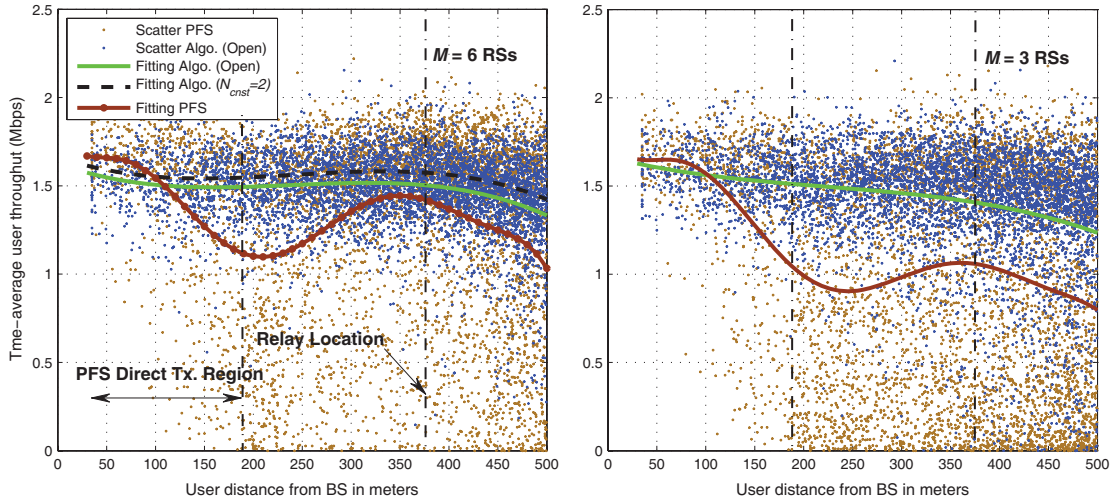 2.5
2
1.5
1
0.5
0
Tme-average user throughut (Mbps)
Scatter PFS
Scatter Algo. (Open)
Fitting Algo. (Open)
Fitting Algo. (N_cnst=2)
Fitting PFS
M = 6 RSs
Relay Location
PFS Direct Tx. Region
0 50 100 150 200 250 300 350 400 450 500
User distance from BS in meters
2.5
2
1.5
1
0.5
0
M = 3 RSs
0 50 100 150 200 250 300 350 400 450 500
User distance from BS in meters